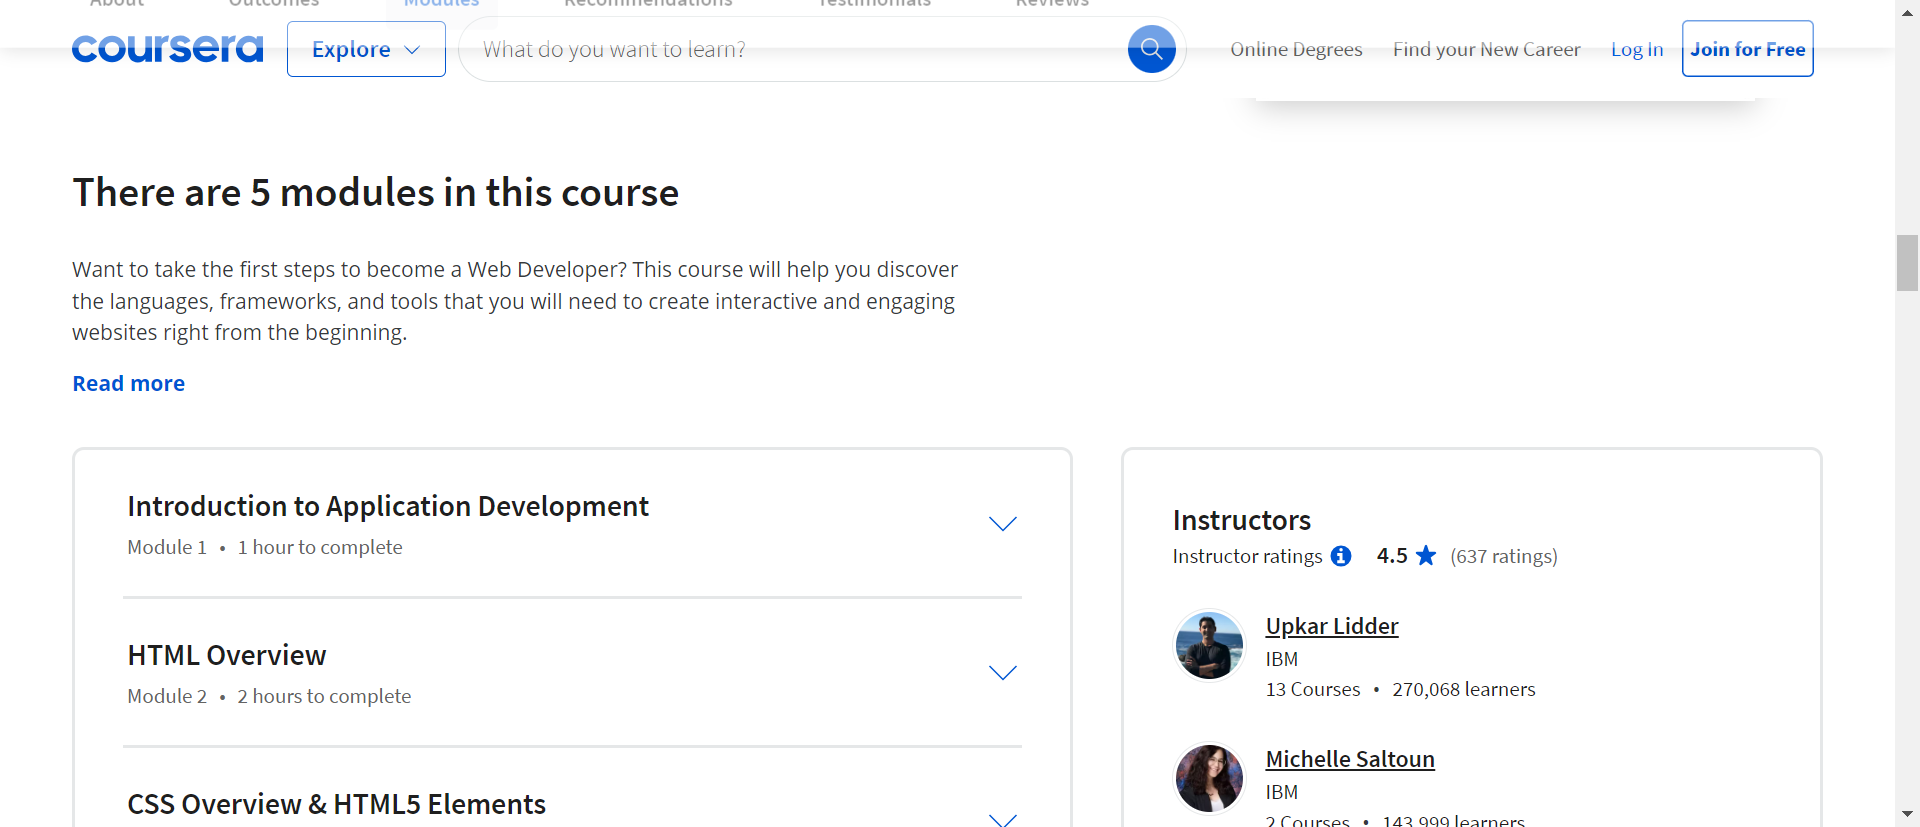 About Outcomes Modules Recommendations Testimonials Reviews
coursera Explore What do you want to learn? Online Degrees Find your New Career Log In Join for Free
There are 5 modules in this course
Want to take the first steps to become a Web Developer? This course will help you discover
the languages, frameworks, and tools that you will need to create interactive and engaging
websites right from the beginning.
Read more
Introduction to Application Development
Module 1 • 1 hour to complete
HTML Overview
Module 2 • 2 hours to complete
CSS Overview & HTML5 Elements
Instructors
Instructor ratings 4.5 (637 ratings)
Upkar Lidder
IBM
13 Courses • 270,068 learners
Michelle Saltoun
IBM
2 Courses • 143,999 learners